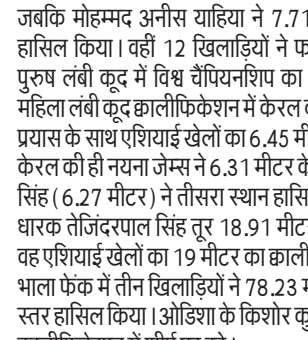 जबकि मोहम्मद अनीस याहिया ने 7.71
हासिल किया। वहीं 12 खिलाड़ियों ने
पुरुष लंबी कूद में विश्व चैंपियनशिप का
महिला लंबी कूद क्वालीफिकेशन में केरल
प्रयास के साथ एशियाई खेलों का 6.45
केरल की ही नयना जेम्स ने 6.31 मीटर के
सिंह (6.27 मीटर) ने तीसरा स्थान
धारक तेजिंदरपाल सिंह तूर 18.91
वह एशियाई खेलों का 19 मीटर का
भाला फेंक में तीन खिलाड़ियों ने 78.23
स्तर हासिल किया। ओडिशा के किशोर